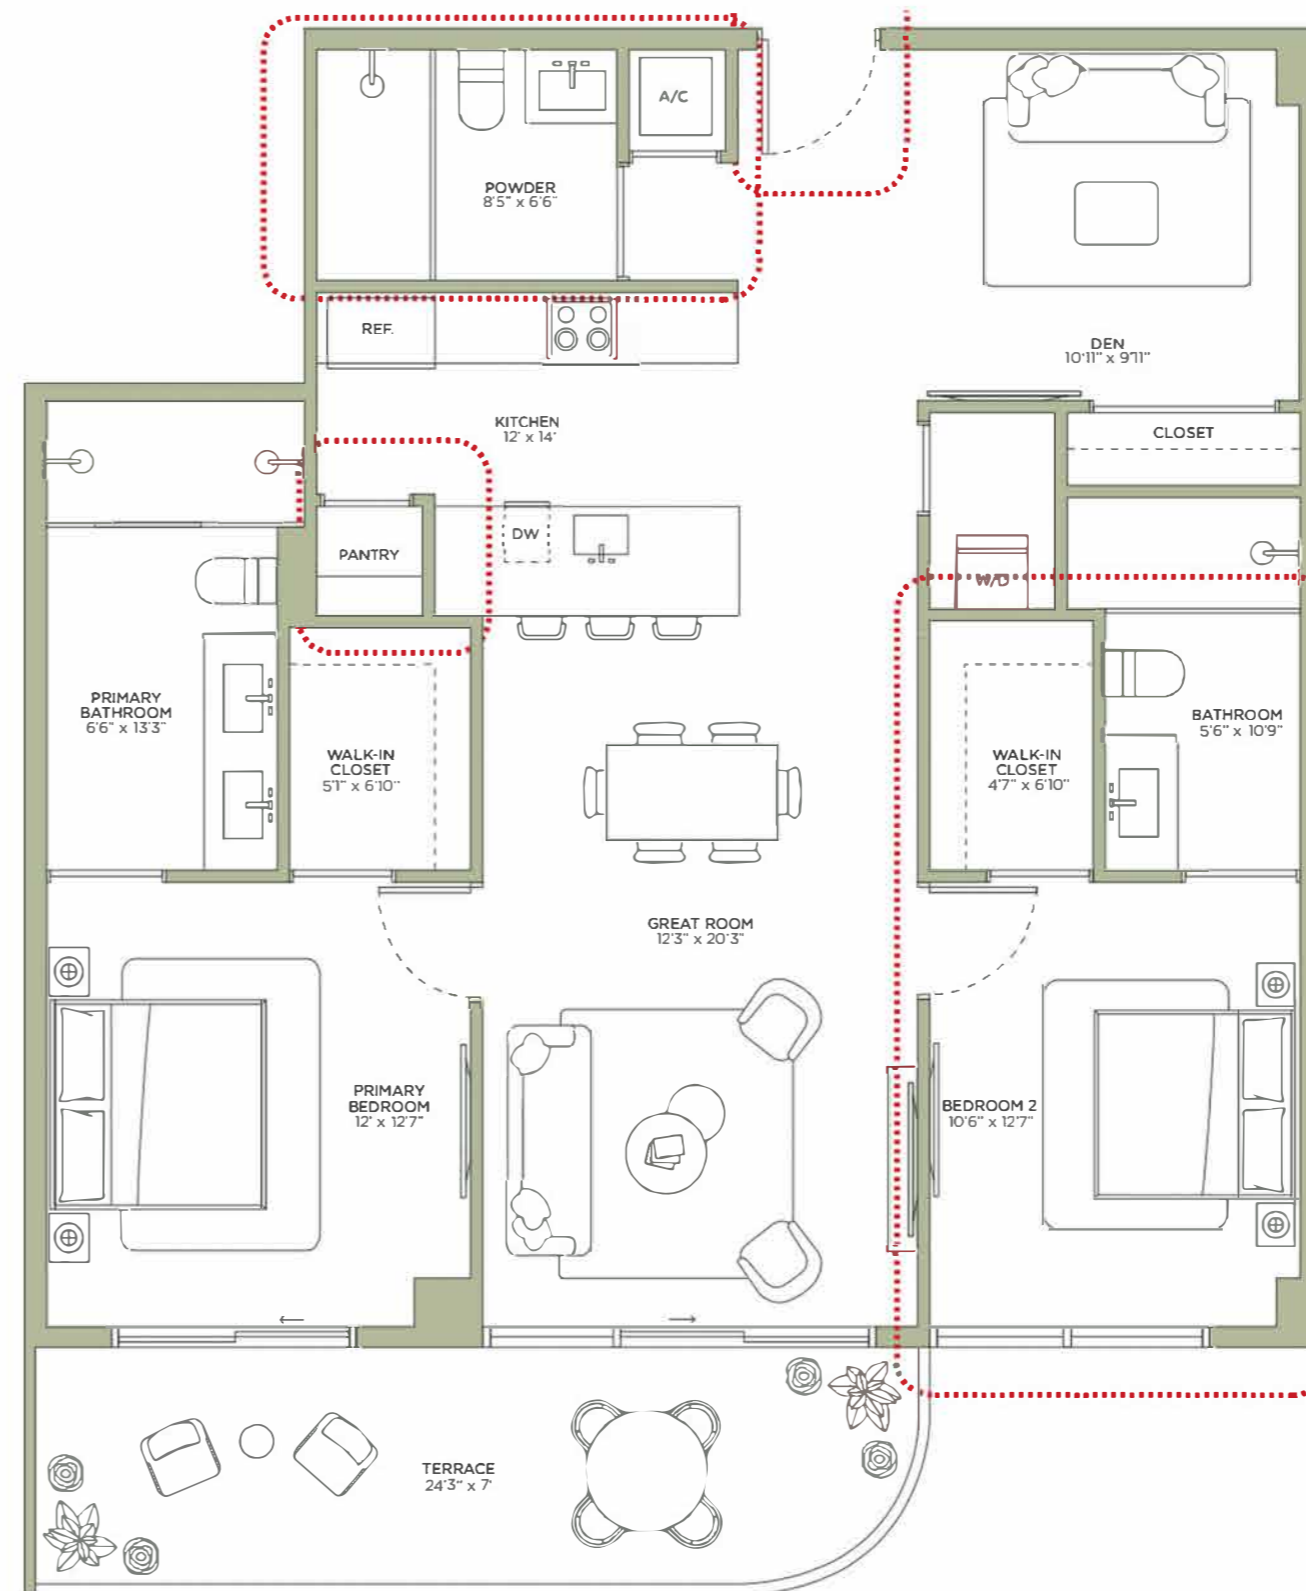 A/C
POWDER
8'5" x 6'6"
REF.
DEN
10'11" x 9'11"
KITCHEN
12' x 14'
CLOSET
DW
PANTRY
W/D
PRIMARY
BATHROOM
6'6" x 13'3"
WALK-IN
CLOSET
5'1" x 6'10"
WALK-IN
CLOSET
4'7" x 6'10"
BATHROOM
5'6" x 10'9"
GREAT ROOM
12'3" x 20'3"
PRIMARY
BEDROOM
12' x 12'7"
BEDROOM 2
10'6" x 12'7"
TERRACE
24'3" x 7'